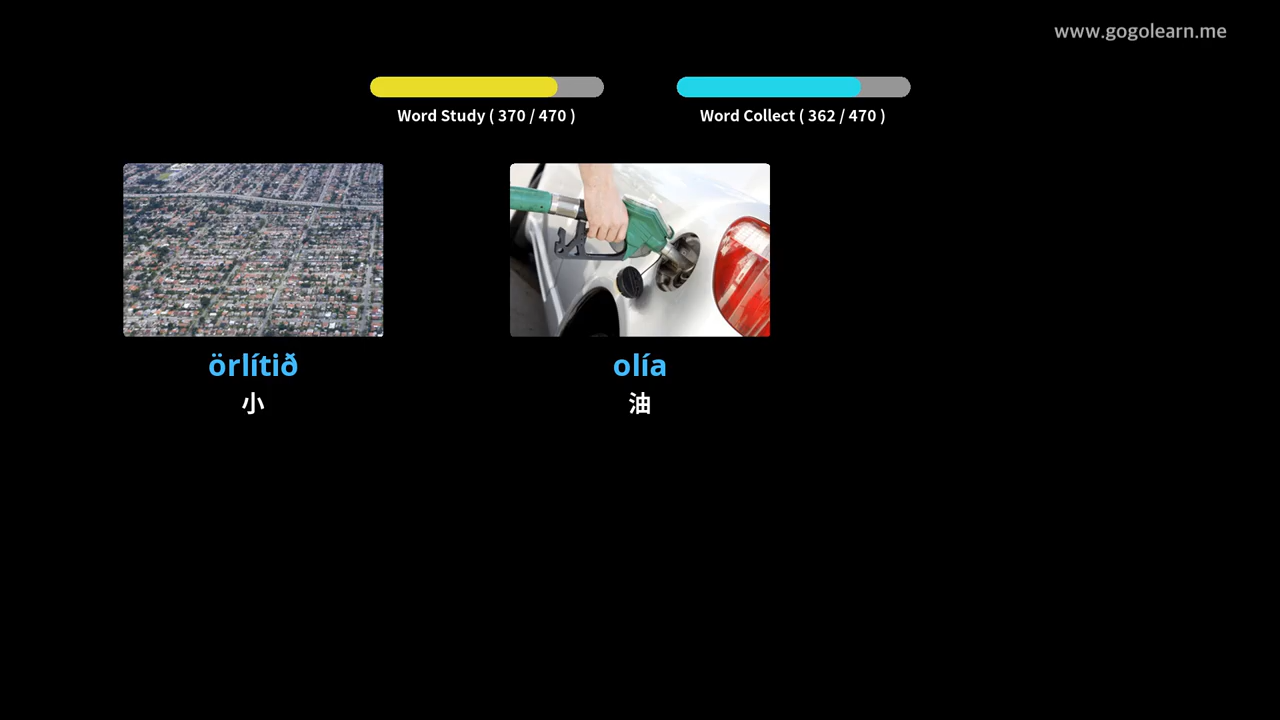 www.gogolearn.me
Word Study ( 370 / 470 )
Word Collect ( 362 / 470 )
örlítið
小
olía
油